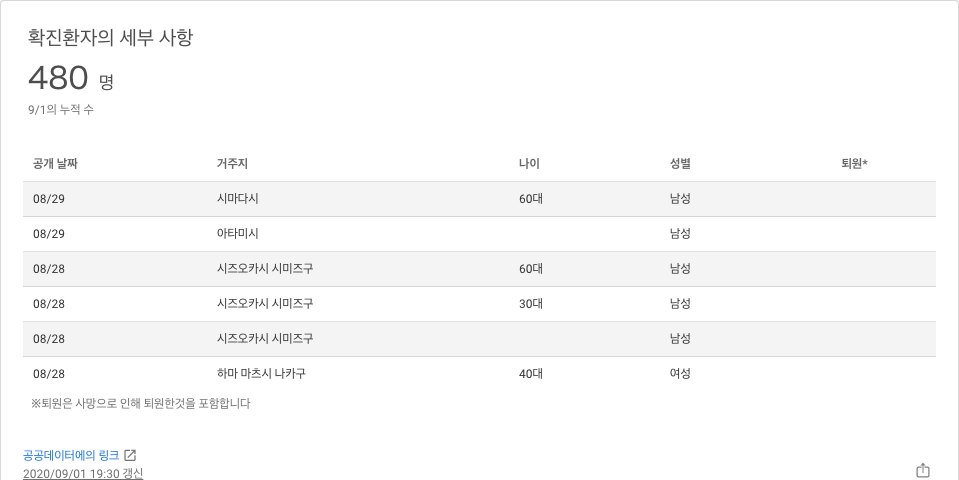 확진환자의 세부 사항
480 명
9/1의 누적 수
공개 날짜 거주지 나이 성별 퇴원*
08/29 시마다시 60대 남성
08/29 아타미시 남성
08/28 시즈오카시 시미즈구 60대 남성
08/28 시즈오카시 시미즈구 30대 남성
08/28 시즈오카시 시미즈구 남성
08/28 하마 마츠시 나카구 40대 여성
※퇴원은 사망으로 인해 퇴원한것을 포함합니다
공공데이터에의 링크
2020/09/01 19:30 갱신